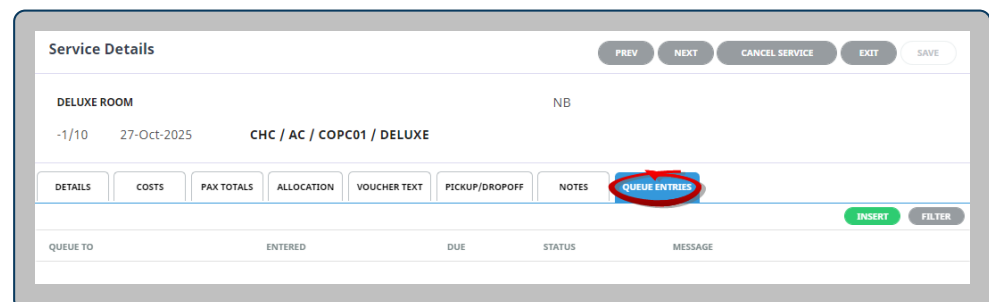 Service Details PREV NEXT CANCEL SERVICE EXIT SAVE
DELUXE ROOM NB
-1/10 27-Oct-2025 CHC / AC / COPC01 / DELUXE
DETAILS COSTS PAX TOTALS ALLOCATION VOUCHER TEXT PICKUP/DROPOFF NOTES QUEUE ENTRIES
INSERT FILTER
QUEUE TO ENTERED DUE STATUS MESSAGE